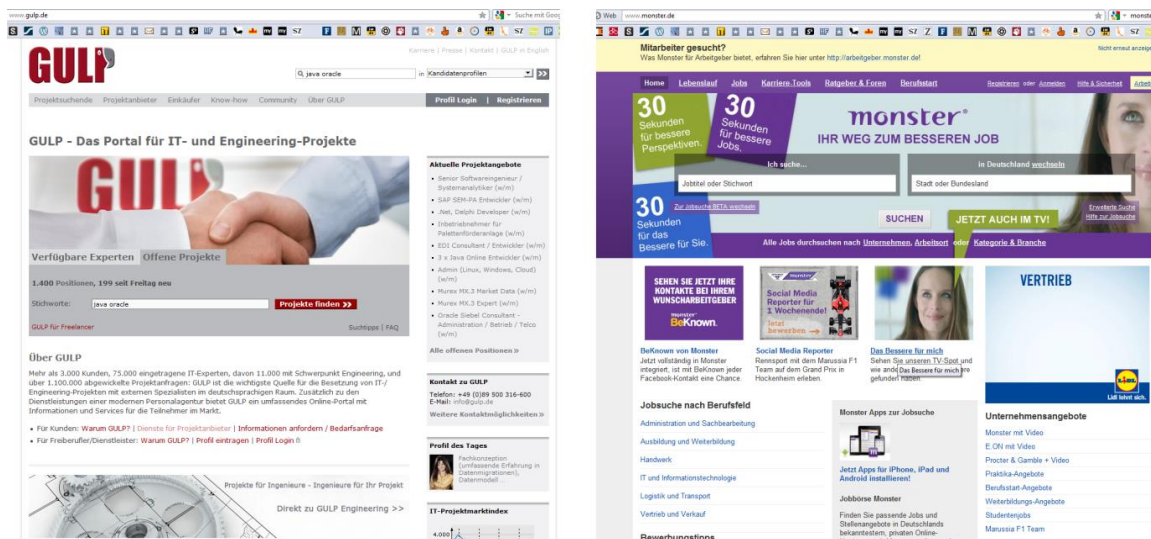 www.gulp.de
Suche mit Goog
GULP
Karriere | Presse | Kontakt | GULP in English
java oracle
in Kandidatenprofilen
Projektsuchende Projektanbieter Einkäufer Know-how Community Über GULP
Profil Login | Registrieren
GULP - Das Portal für IT- und Engineering-Projekte
GULP
Verfügbare Experten Offene Projekte
1.400 Positionen, 199 seit Freitag neu
Stichworte: java oracle Projekte finden >>
GULP für Freelancer
Suchtipps | FAQ
Über GULP
Mehr als 3.000 Kunden, 75.000 eingetragene IT-Experten, davon 11.000 mit Schwerpunkt Engineering, und
über 1.100.000 abgewickelte Projektanfragen: GULP ist die wichtigste Quelle für die Besetzung von IT-/
Engineering-Projekten mit externen Spezialisten im deutschsprachigen Raum. Zusätzlich zu den
Dienstleistungen einer modernen Personalagentur bietet GULP ein umfassendes Online-Portal mit
Informationen und Services für die Teilnehmer im Markt.
• Für Kunden: Warum GULP? | Dienste für Projektanbieter | Informationen anfordern / Bedarfsanfrage
• Für Freiberufler/Dienstleister: Warum GULP? | Profil eintragen | Profil Login
Projekte für Ingenieure - Ingenieure für Ihr Projekt
Direkt zu GULP Engineering >>
Aktuelle Projektangebote
• Senior Softwareingenieur /
Systemanalytiker (w/m)
• SAP SEM-PA Entwickler (w/m)
• .Net, Delphi Developer (w/m)
• Inbetriebnehmer für
Palettenförderanlage (w/m)
• EDI Consultant / Entwickler (w/m)
• 3 x Java Online Entwickler (w/m)
• Admin (Linux, Windows, Cloud)
(w/m)
• Murex MX.3 Market Data (w/m)
• Murex MX.3 Expert (w/m)
• Oracle Siebel Consultant -
Administration / Betrieb / Telco
(w/m)
Alle offenen Positionen »
Kontakt zu GULP
Telefon: +49 (0)89 500 316-600
E-Mail: info@gulp.de
Weitere Kontaktmöglichkeiten »
Profil des Tages
Fachkonzeption
(umfassende Erfahrung in
Datenmigrationen),
Datenmodell...
IT-Projektmarktindex
4.000
Web www.monster.de
monste
Mitarbeiter gesucht?
Was Monster für Arbeitgeber bietet, erfahren Sie hier unter http://arbeitgeber.monster.de!
Nicht erneut anzeige
Home Lebenslauf Jobs Karriere-Tools Ratgeber & Foren Berufsstart
Registrieren oder Anmelden Hilfe & Sicherheit Arbeit
30
Sekunden
für bessere
Perspektiven.
30
Sekunden
für bessere
Jobs.
monster
IHR WEG ZUM BESSEREN JOB
Ich suche...
in Deutschland wechseln
Jobtitel oder Stichwort
Stadt oder Bundesland
Zur Jobsuche BETA wechseln
Erweiterte Suche
Hilfe zur Jobsuche
30
Sekunden
für das
Bessere für Sie.
SUCHEN
JETZT AUCH IM TV!
Alle Jobs durchsuchen nach Unternehmen, Arbeitsort oder Kategorie & Branche
SEHEN SIE JETZT IHRE
KONTAKTE BEI IHREM
WUNSCHARBEITGEBER
monster
BeKnown.
Social Media
Reporter für
1 Wochenende!
Jetzt
bewerben
VERTRIEB
Lidl lohnt sich.
BeKnown von Monster
Jetzt vollständig in Monster
integriert, ist mit BeKnown jeder
Facebook-Kontakt eine Chance.
Social Media Reporter
Rennsport mit dem Marussia F1
Team auf dem Grand Prix in
Hockenheim erleben.
Das Bessere für mich
Sehen Sie unseren TV-Spot und
wie ande
Das Bessere für mich
gefunden haben.
Jobsuche nach Berufsfeld
Administration und Sachbearbeitung
Ausbildung und Weiterbildung
Handwerk
IT und Informationstechnologie
Logistik und Transport
Vertrieb und Verkauf
Bewerbungstipps
Monster Apps zur Jobsuche
Jetzt Apps für iPhone, iPad und
Android installieren!
Jobbörse Monster
Finden Sie passende Jobs und
Stellenangebote in Deutschlands
bekanntestem, privaten Online-
Unternehmensangebote
Monster mit Video
E.ON mit Video
Procter & Gamble + Video
Praktika-Angebote
Berufsstart-Angebote
Weiterbildungs-Angebote
Studentenjobs
Marussia F1 Team